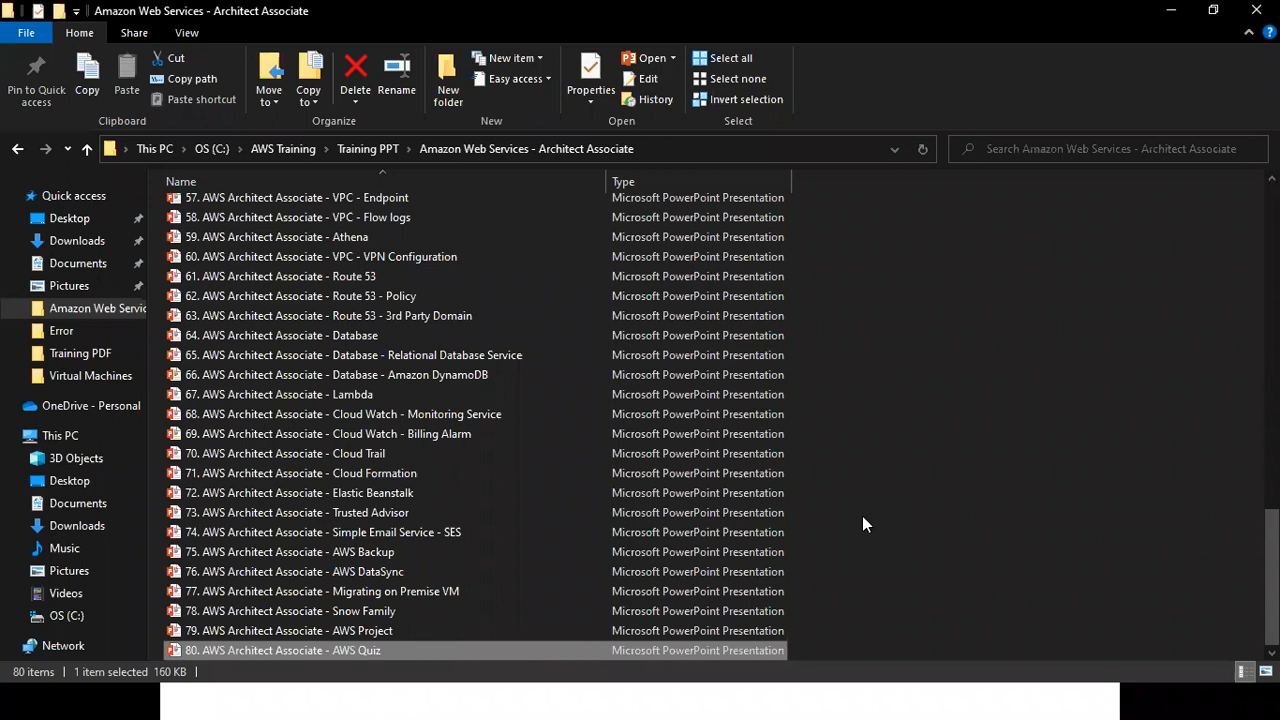 Amazon Web Services - Architect Associate
File Home Share View
Pin to Quick access
Copy
Paste
Cut
Copy path
Paste shortcut
Clipboard
Move to
Copy to
Delete
Rename
Organize
New folder
New item
Easy access
New
Properties
Open
Edit
History
Open
Select all
Select none
Invert selection
Select
This PC > OS (C:) > AWS Training > Training PPT > Amazon Web Services - Architect Associate
Search Amazon Web Services - Architect Associate
Quick access
Desktop
Downloads
Documents
Pictures
Amazon Web Servic
Error
Training PDF
Virtual Machines
OneDrive - Personal
This PC
3D Objects
Desktop
Documents
Downloads
Music
Pictures
Videos
OS (C:)
Network
Name Type
57. AWS Architect Associate - VPC - Endpoint Microsoft PowerPoint Presentation
58. AWS Architect Associate - VPC - Flow logs Microsoft PowerPoint Presentation
59. AWS Architect Associate - Athena Microsoft PowerPoint Presentation
60. AWS Architect Associate - VPC - VPN Configuration Microsoft PowerPoint Presentation
61. AWS Architect Associate - Route 53 Microsoft PowerPoint Presentation
62. AWS Architect Associate - Route 53 - Policy Microsoft PowerPoint Presentation
63. AWS Architect Associate - Route 53 - 3rd Party Domain Microsoft PowerPoint Presentation
64. AWS Architect Associate - Database Microsoft PowerPoint Presentation
65. AWS Architect Associate - Database - Relational Database Service Microsoft PowerPoint Presentation
66. AWS Architect Associate - Database - Amazon DynamoDB Microsoft PowerPoint Presentation
67. AWS Architect Associate - Lambda Microsoft PowerPoint Presentation
68. AWS Architect Associate - Cloud Watch - Monitoring Service Microsoft PowerPoint Presentation
69. AWS Architect Associate - Cloud Watch - Billing Alarm Microsoft PowerPoint Presentation
70. AWS Architect Associate - Cloud Trail Microsoft PowerPoint Presentation
71. AWS Architect Associate - Cloud Formation Microsoft PowerPoint Presentation
72. AWS Architect Associate - Elastic Beanstalk Microsoft PowerPoint Presentation
73. AWS Architect Associate - Trusted Advisor Microsoft PowerPoint Presentation
74. AWS Architect Associate - Simple Email Service - SES Microsoft PowerPoint Presentation
75. AWS Architect Associate - AWS Backup Microsoft PowerPoint Presentation
76. AWS Architect Associate - AWS DataSync Microsoft PowerPoint Presentation
77. AWS Architect Associate - Migrating on Premise VM Microsoft PowerPoint Presentation
78. AWS Architect Associate - Snow Family Microsoft PowerPoint Presentation
79. AWS Architect Associate - AWS Project Microsoft PowerPoint Presentation
80. AWS Architect Associate - AWS Quiz Microsoft PowerPoint Presentation
80 items 1 item selected 160 KB